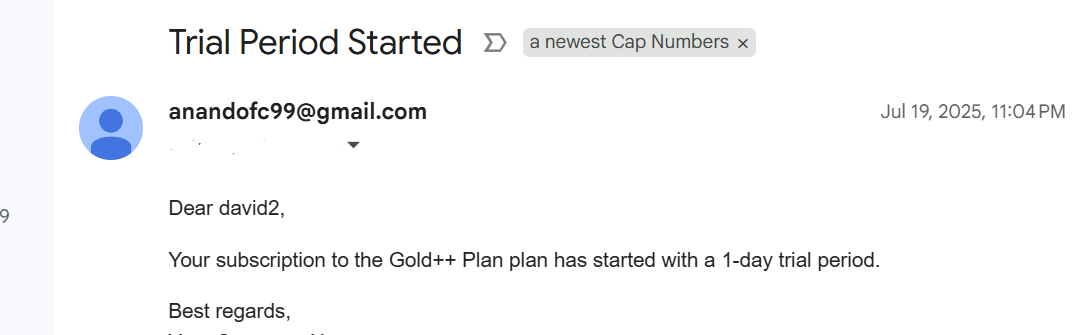 Trial Period Started
a newest Cap Numbers ×
anandofc99@gmail.com
Jul 19, 2025, 11:04 PM
9
Dear david2,
Your subscription to the Gold++ Plan plan has started with a 1-day trial period.
Best regards,